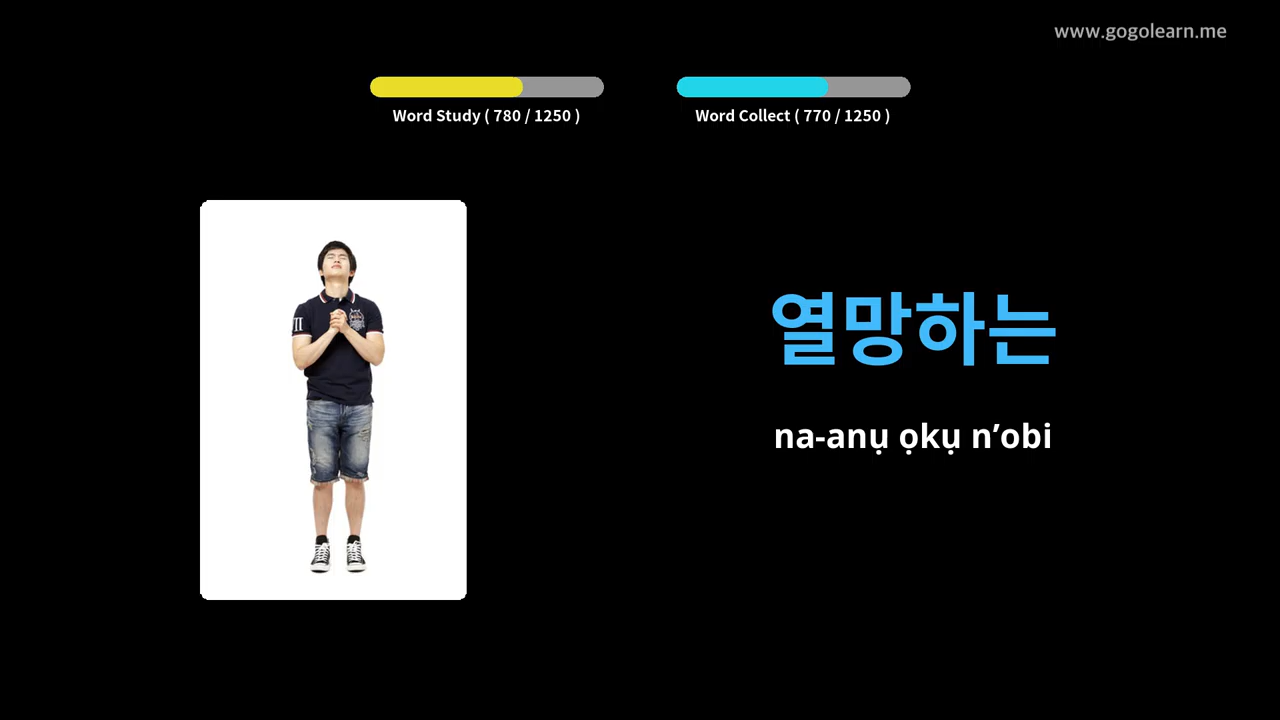 www.gogolearn.me
Word Study ( 780 / 1250 )
Word Collect ( 770 / 1250 )
열망하는
na-anụ ọkụ n’obi